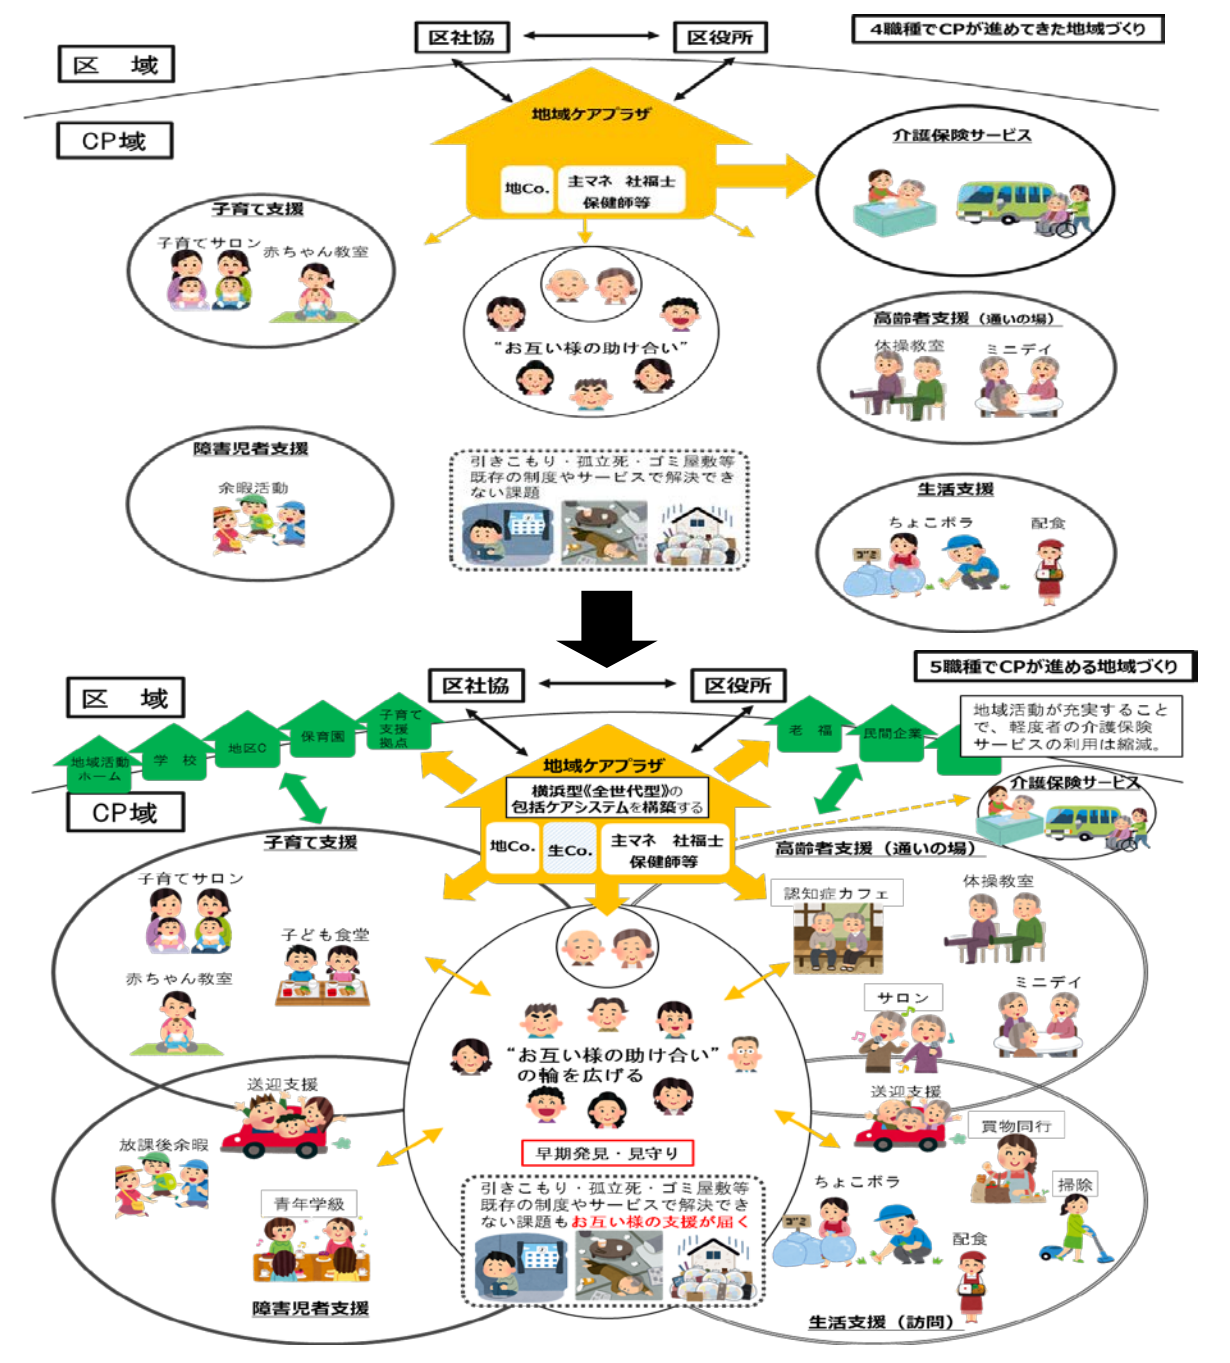 区社協
区役所
4職種でCPが進めてきた地域づくり
区　域
CP域
地域ケアプラザ
地Co.
主マネ　社福士
保健師等
介護保険サービス
子育て支援
子育てサロン
赤ちゃん教室
“お互い様の助け合い”
高齢者支援（通いの場）
体操教室
ミニデイ
障害児者支援
余暇活動
引きこもり・孤立死・ゴミ屋敷等
既存の制度やサービスで解決でき
ない課題
生活支援
ちょこボラ
配食
ゴミ
区社協
区役所
5職種でCPが進める地域づくり
区　域
CP域
地域活動
ホーム
学　校
地区C
保育園
子育て
支援
拠点
老　福
民間企業
地域活動が充実すること
で、軽度者の介護保険
サービスの利用は縮減。
介護保険サービス
地域ケアプラザ
横浜型《全世代型》の
包括ケアシステムを構築する
地Co.
生Co.
主マネ　社福士
保健師等
子育て支援
子育てサロン
子ども食堂
赤ちゃん教室
高齢者支援（通いの場）
認知症カフェ
体操教室
サロン
ミニデイ
“お互い様の助け合い”
の輪を広げる
早期発見・見守り
引きこもり・孤立死・ゴミ屋敷等
既存の制度やサービスで解決でき
ない課題もお互い様の支援が届く
送迎支援
放課後余暇
青年学級
障害児者支援
送迎支援
買物同行
ちょこボラ
掃除
配食
ゴミ
生活支援（訪問）